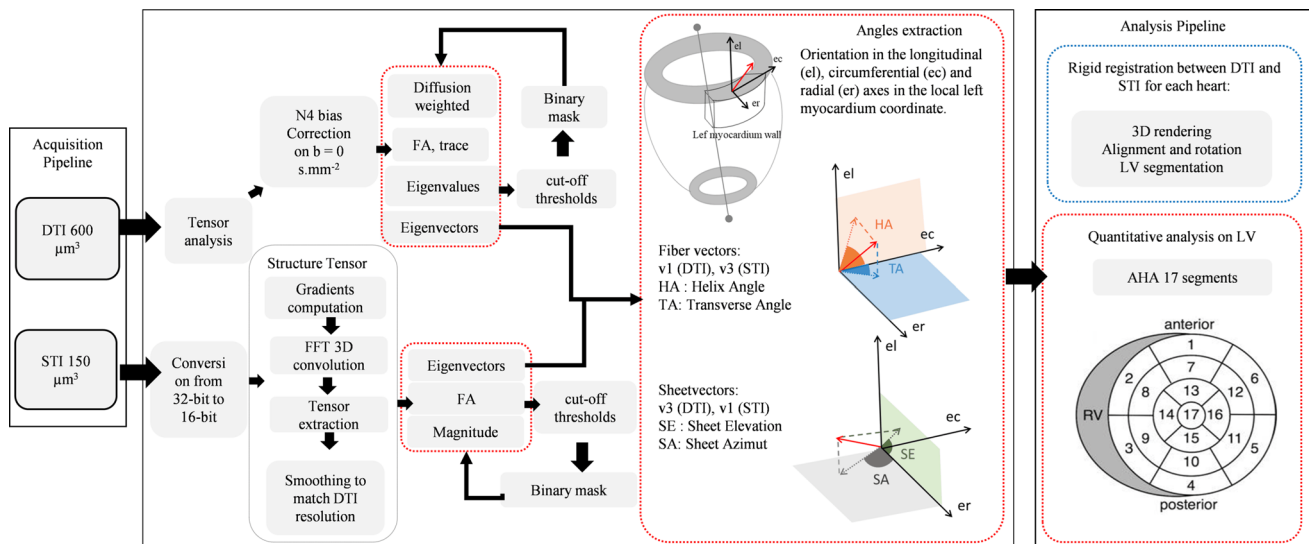 Acquisition
Pipeline
DTI 600
µm³
STI 150
µm³
Tensor
analysis
N4 bias
Correction
on b = 0
s.mm⁻²
Diffusion
weighted
FA, trace
Eigenvalues
Eigenvectors
Binary
mask
cut-off
thresholds
Conversi
on from
32-bit to
16-bit
Structure Tensor
Gradients
computation
FFT 3D
convolution
Tensor
extraction
Smoothing to
match DTI
resolution
Eigenvectors
FA
Magnitude
cut-off
thresholds
Binary mask
el
ec
er
Lef myocardium wall
Angles extraction
Orientation in the longitudinal
(el), circumferential (ec) and
radial (er) axes in the local left
myocardium coordinate.
Fiber vectors:
v1 (DTI), v3 (STI)
HA : Helix Angle
TA: Transverse Angle
el
HA
ec
TA
er
Sheetvectors:
v3 (DTI), v1 (STI)
SE : Sheet Elevation
SA: Sheet Azimut
el
ec
SE
SA
er
Analysis Pipeline
Rigid registration between DTI and
STI for each heart:
3D rendering
Alignment and rotation
LV segmentation
Quantitative analysis on LV
AHA 17 segments
anterior
1
7
2
6
8
13
12
RV
14
17
16
9
15
11
3
5
10
4
posterior